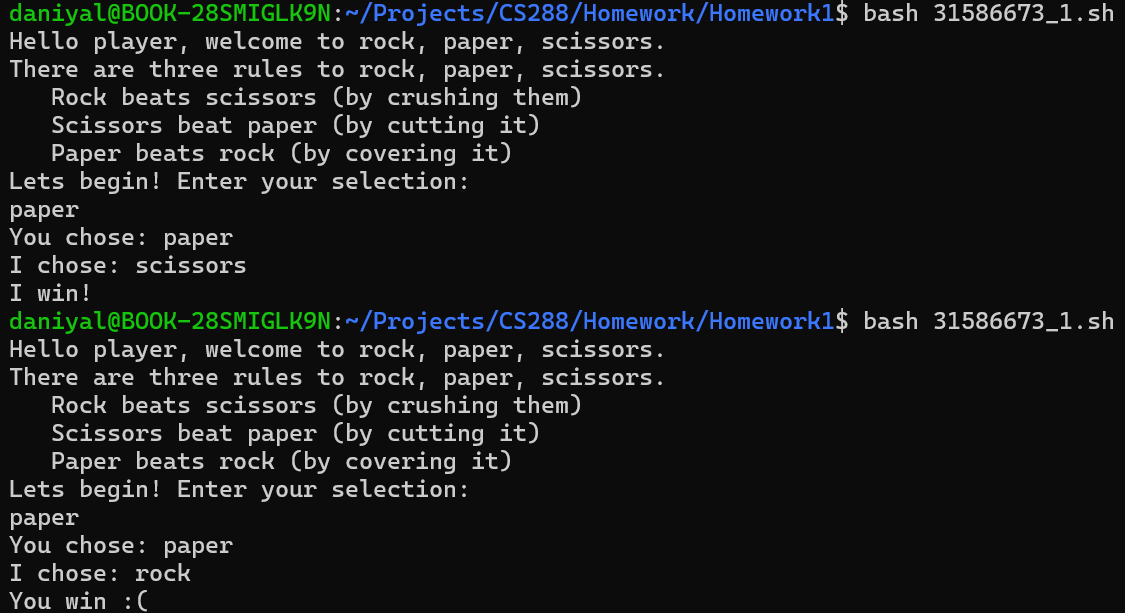 daniyal@BOOK-28SMIGLK9N:~/Projects/CS288/Homework/Homework1$ bash 31586673_1.sh
Hello player, welcome to rock, paper, scissors.
There are three rules to rock, paper, scissors.
   Rock beats scissors (by crushing them)
   Scissors beat paper (by cutting it)
   Paper beats rock (by covering it)
Lets begin! Enter your selection:
paper
You chose: paper
I chose: scissors
I win!
daniyal@BOOK-28SMIGLK9N:~/Projects/CS288/Homework/Homework1$ bash 31586673_1.sh
Hello player, welcome to rock, paper, scissors.
There are three rules to rock, paper, scissors.
   Rock beats scissors (by crushing them)
   Scissors beat paper (by cutting it)
   Paper beats rock (by covering it)
Lets begin! Enter your selection:
paper
You chose: paper
I chose: rock
You win :(